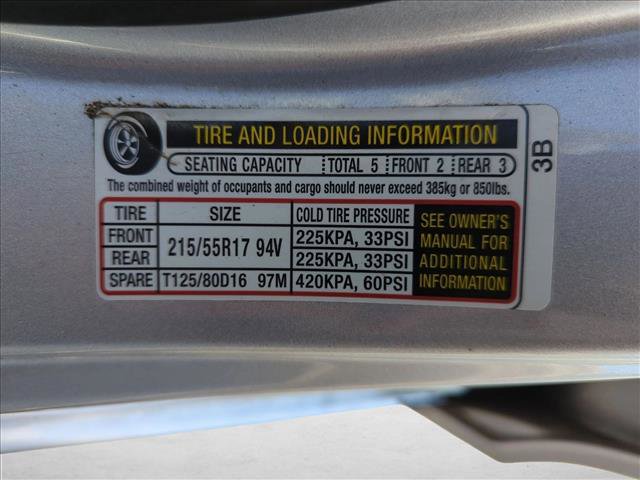 TIRE AND LOADING INFORMATION
SEATING CAPACITY TOTAL 5 FRONT 2 REAR 3
The combined weight of occupants and cargo should never exceed 385kg or 850lbs.
TIRE SIZE COLD TIRE PRESSURE
FRONT 215/55R17 94V 225KPA, 33PSI
REAR 225KPA, 33PSI
SPARE T125/80D16 97M 420KPA, 60PSI
SEE OWNER'S
MANUAL FOR
ADDITIONAL
INFORMATION
3B